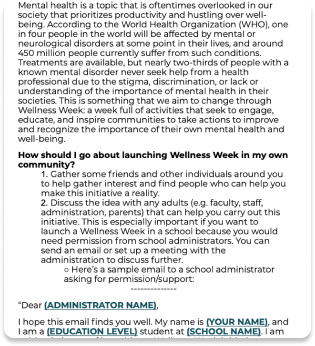 Mental health is a topic that is oftentimes overlooked in our
society that prioritizes productivity and hustling over well-
being. According to the World Health Organization (WHO), one
in four people in the world will be affected by mental or
neurological disorders at some point in their lives, and around
450 million people currently suffer from such conditions.
Treatments are available, but nearly two-thirds of people with a
known mental disorder never seek help from a health
professional due to the stigma, discrimination, or lack or
understanding of the importance of mental health in their
societies. This is something that we aim to change through
Wellness Week: a week full of activities that seek to engage,
educate, and inspire communities to take actions to improve
and recognize the importance of their own mental health and
well-being.
How should I go about launching Wellness Week in my own
community?
1. Gather some friends and other individuals around you
to help gather interest and find people who can help you
make this initiative a reality.
2. Discuss the idea with any adults (e.g. faculty, staff,
administration, parents) that can help you carry out this
initiative. This is especially important if you want to
launch a Wellness Week in a school because you would
need permission from school administrators. You can
send an email or set up a meeting with the
administration to discuss further.
○ Here's a sample email to a school administrator
asking for permission/support:
--------------
"Dear (ADMINISTRATOR NAME),
I hope this email finds you well. My name is (YOUR NAME), and
I am a (EDUCATION LEVEL) student at (SCHOOL NAME). I am